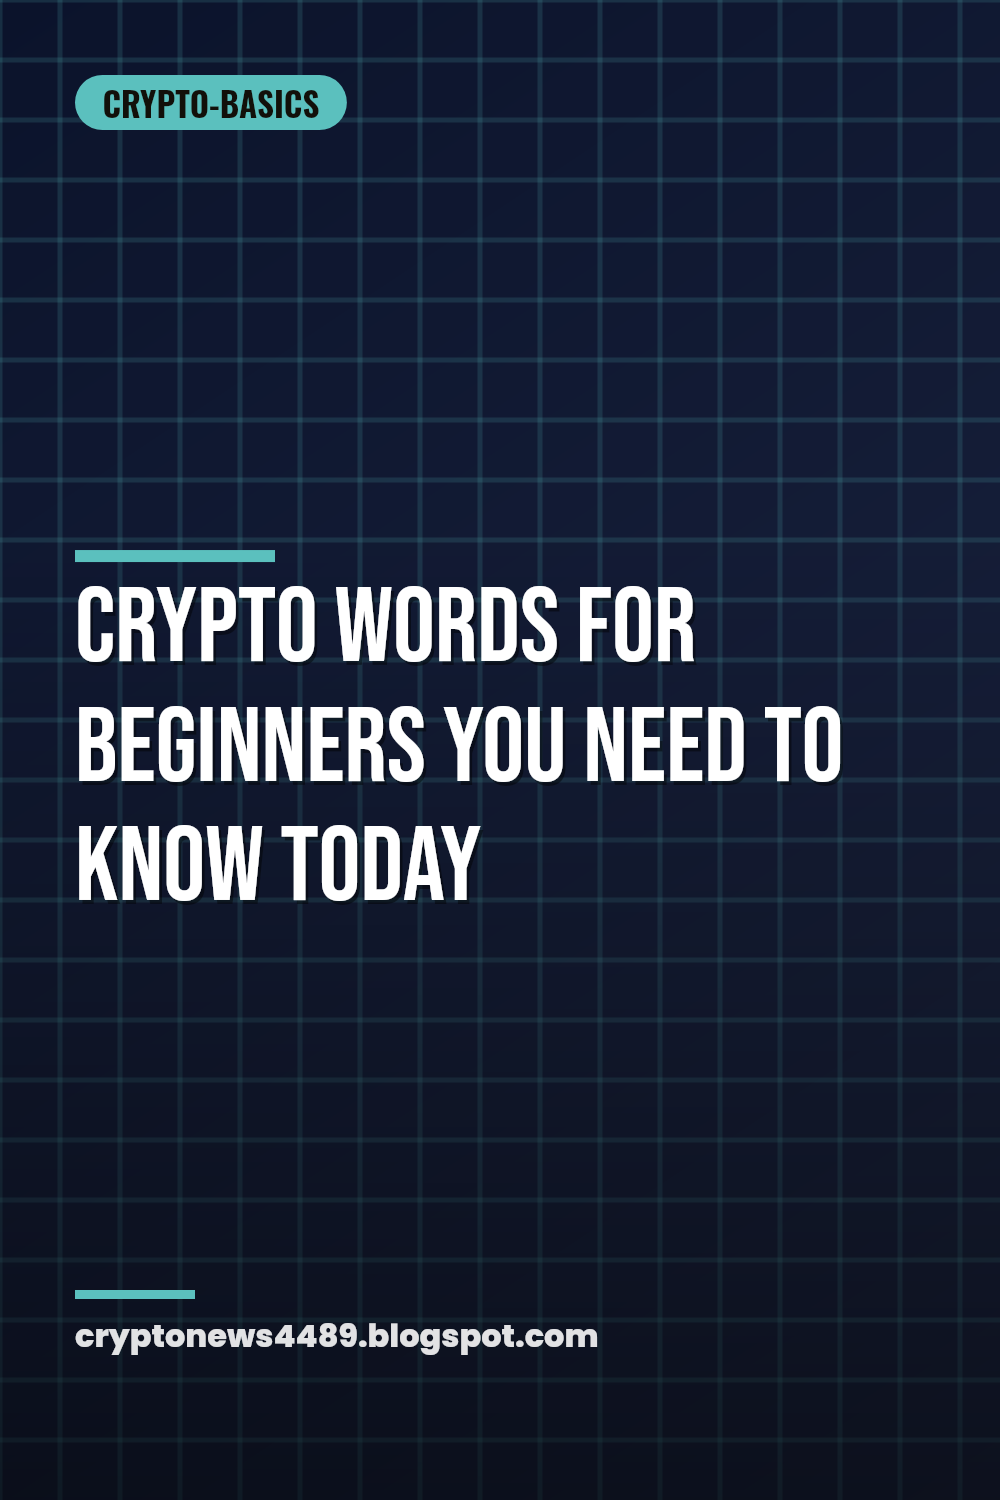 CRYPTO-BASICS
CRYPTO WORDS FOR
BEGINNERS YOU NEED TO
KNOW TODAY
cryptonews4489.blogspot.com